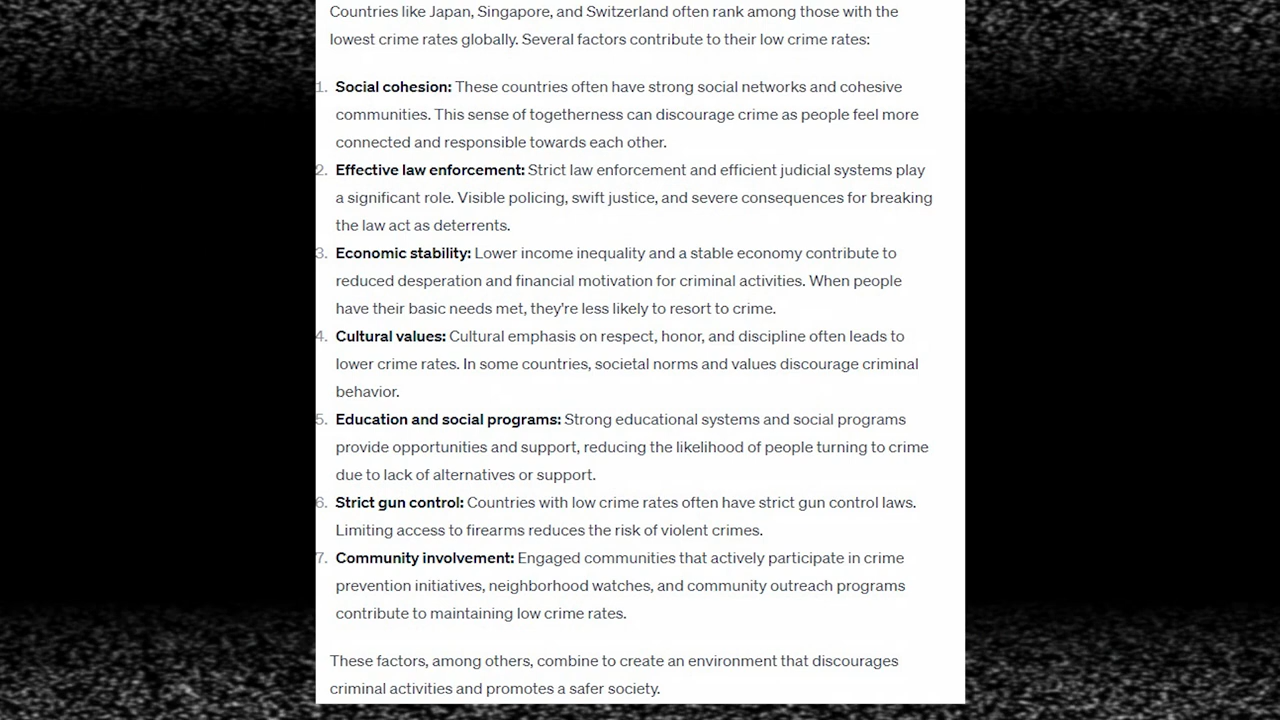 Countries like Japan, Singapore, and Switzerland often rank among those with the
lowest crime rates globally. Several factors contribute to their low crime rates:
1. Social cohesion: These countries often have strong social networks and cohesive
communities. This sense of togetherness can discourage crime as people feel more
connected and responsible towards each other.
2. Effective law enforcement: Strict law enforcement and efficient judicial systems play
a significant role. Visible policing, swift justice, and severe consequences for breaking
the law act as deterrents.
3. Economic stability: Lower income inequality and a stable economy contribute to
reduced desperation and financial motivation for criminal activities. When people
have their basic needs met, they're less likely to resort to crime.
4. Cultural values: Cultural emphasis on respect, honor, and discipline often leads to
lower crime rates. In some countries, societal norms and values discourage criminal
behavior.
5. Education and social programs: Strong educational systems and social programs
provide opportunities and support, reducing the likelihood of people turning to crime
due to lack of alternatives or support.
6. Strict gun control: Countries with low crime rates often have strict gun control laws.
Limiting access to firearms reduces the risk of violent crimes.
7. Community involvement: Engaged communities that actively participate in crime
prevention initiatives, neighborhood watches, and community outreach programs
contribute to maintaining low crime rates.
These factors, among others, combine to create an environment that discourages
criminal activities and promotes a safer society.